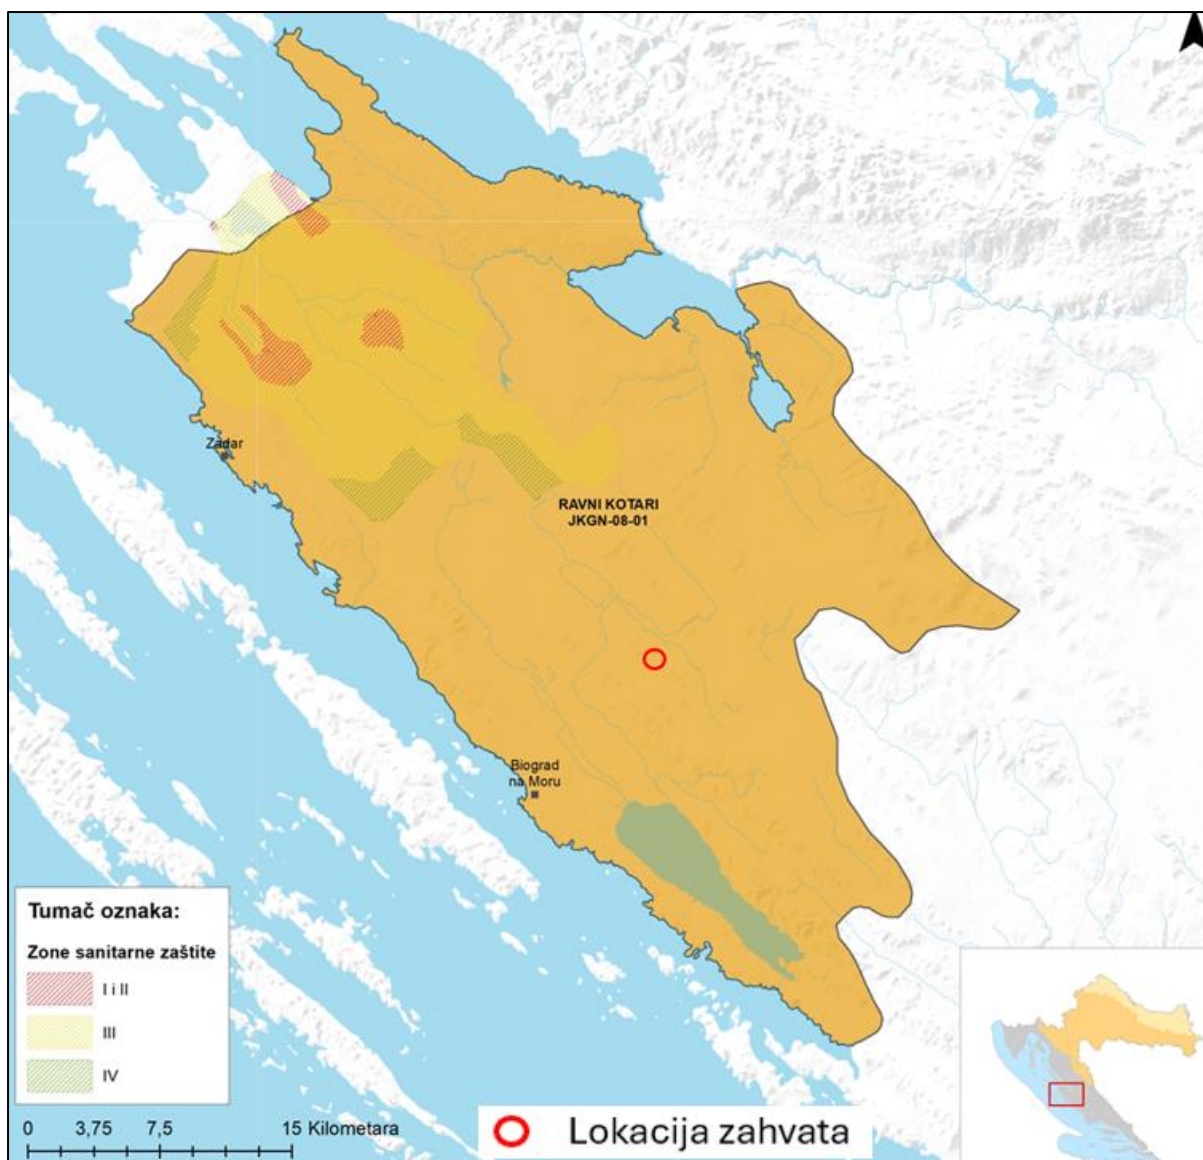 Zadar
RAVNI KOTARI
JKGN-08-01
Biograd
na Moru
Tumač oznaka:
Zone sanitarne zaštite
I i II
III
IV
0 3,75 7,5 15 Kilometara
Lokacija zahvata